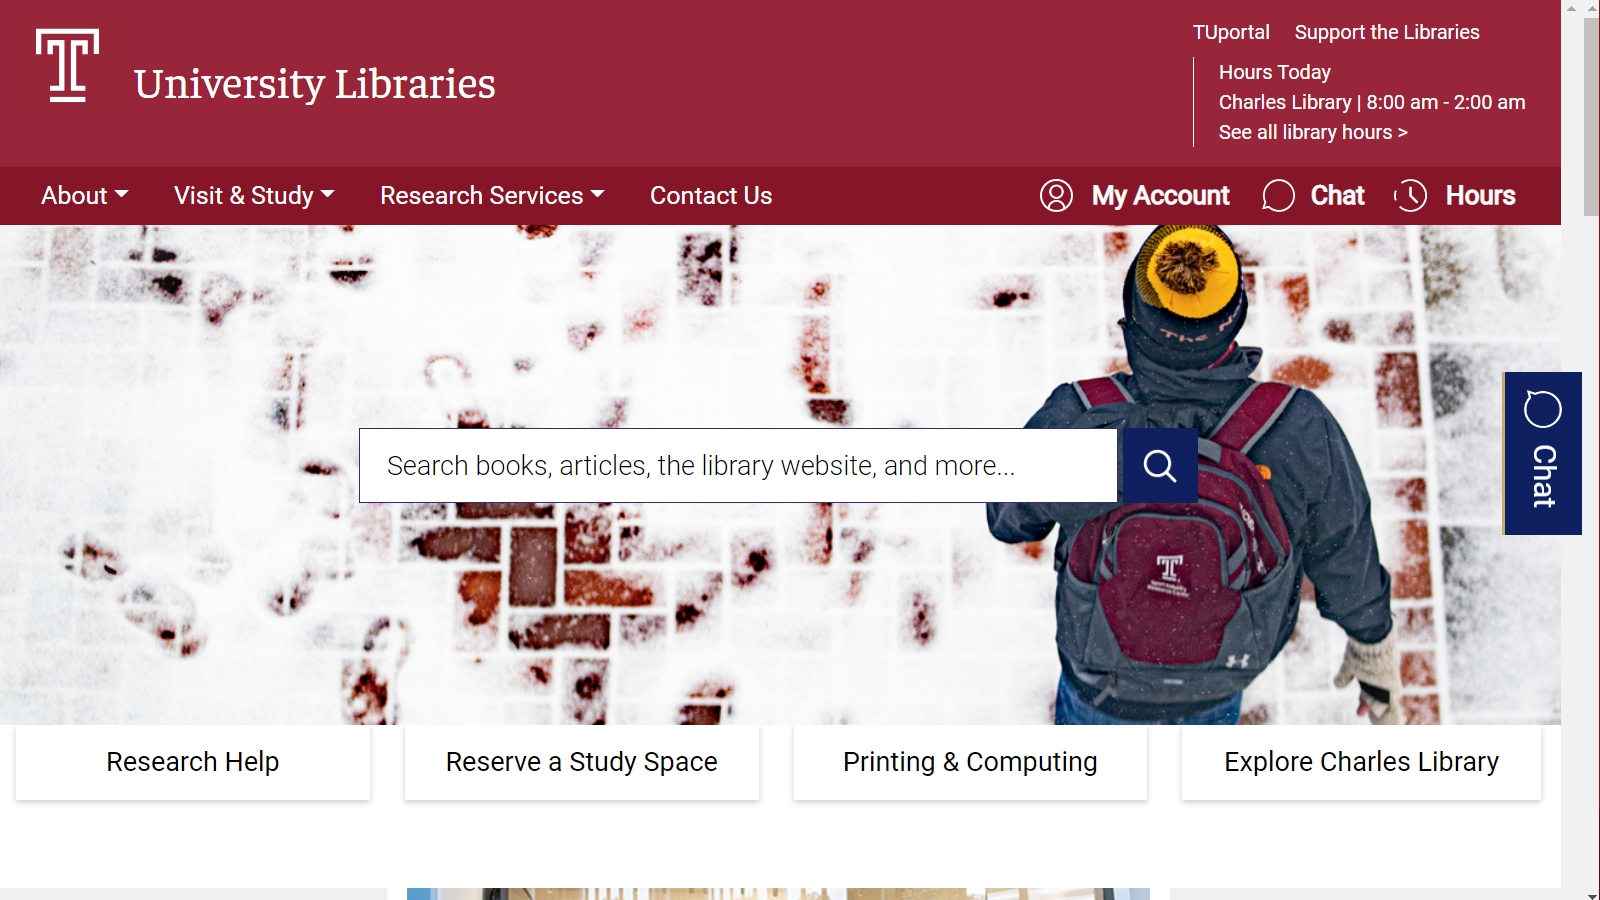 TUportal Support the Libraries
University Libraries
Hours Today
Charles Library | 8:00 am - 2:00 am
See all library hours >
About Visit & Study Research Services Contact Us My Account Chat Hours
Search books, articles, the library website, and more...
Chat
Research Help Reserve a Study Space Printing & Computing Explore Charles Library